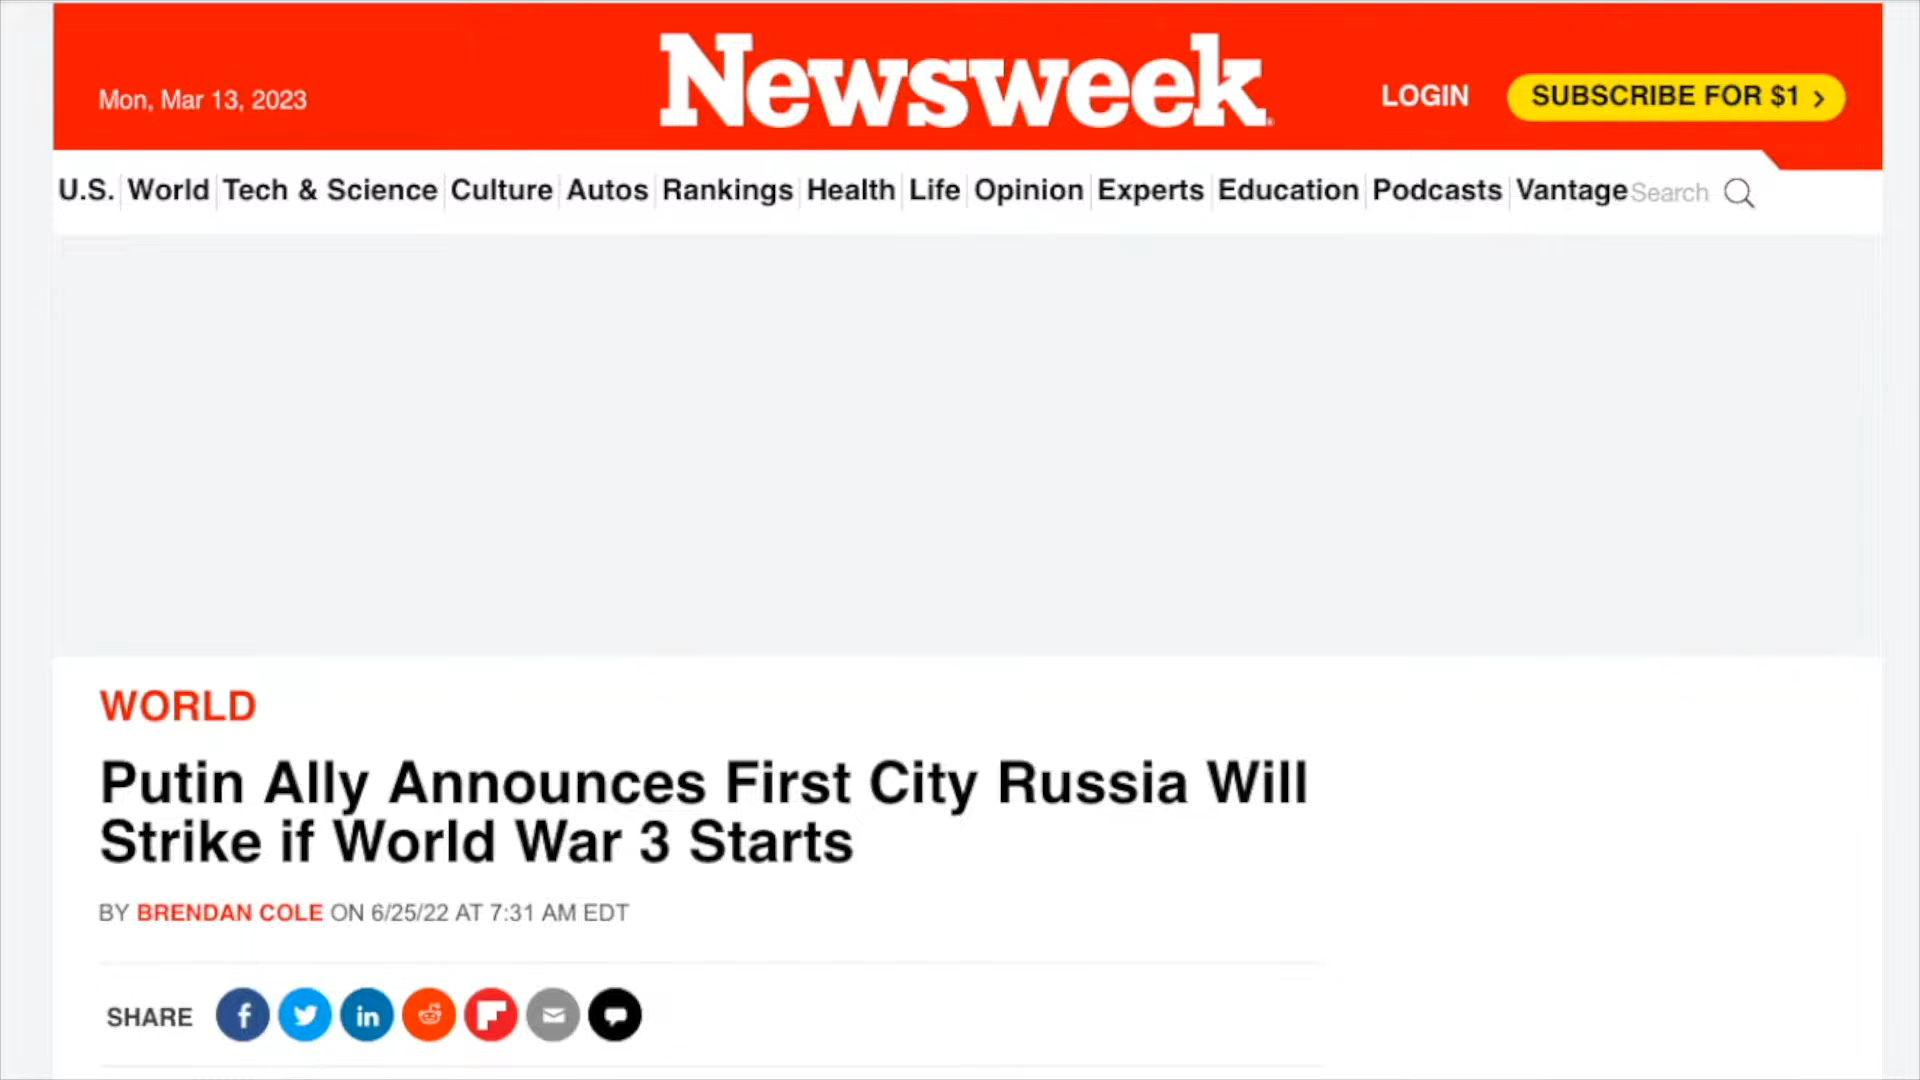 Mon, Mar 13, 2023
Newsweek
LOGIN
SUBSCRIBE FOR $1 >
U.S. World Tech & Science Culture Autos Rankings Health Life Opinion Experts Education Podcasts Vantage Search
WORLD
Putin Ally Announces First City Russia Will
Strike if World War 3 Starts
BY BRENDAN COLE ON 6/25/22 AT 7:31 AM EDT
SHARE